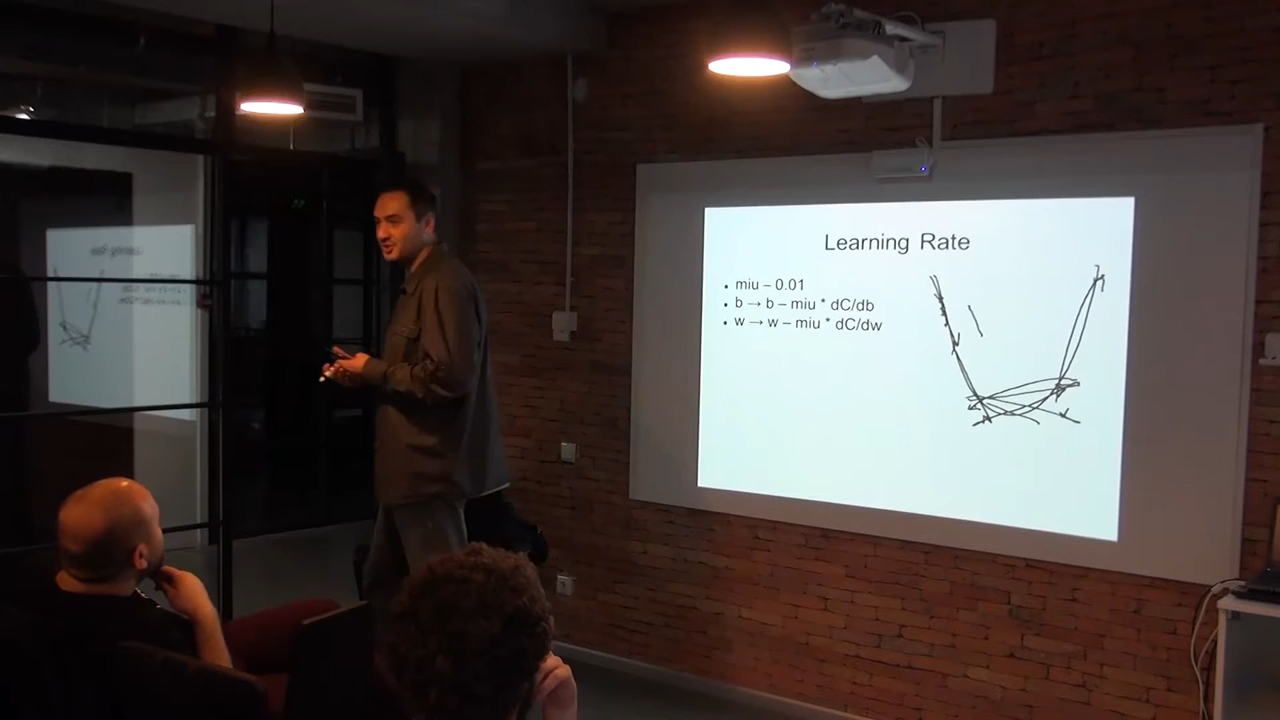 Learning Rate
• miu – 0.01
• b → b – miu * dC/db
• w → w – miu * dC/dw